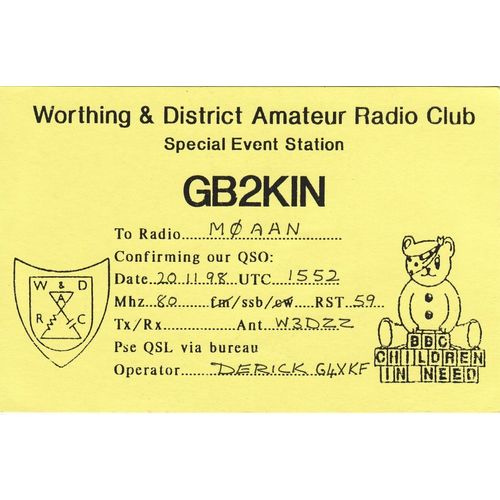 Worthing & District Amateur Radio Club
Special Event Station
GB2KIN
To Radio...MØAAN
Confirming our QSO:
Date..20.11.98..UTC..1552
Mhz..80......fm/ssb/cw..RST.59
Tx/Rx..................Ant.W3DZZ
Pse QSL via bureau
Operator......DERICK G4XKF
W & D
A
R C
BBC
CHILDREN
IN NEED